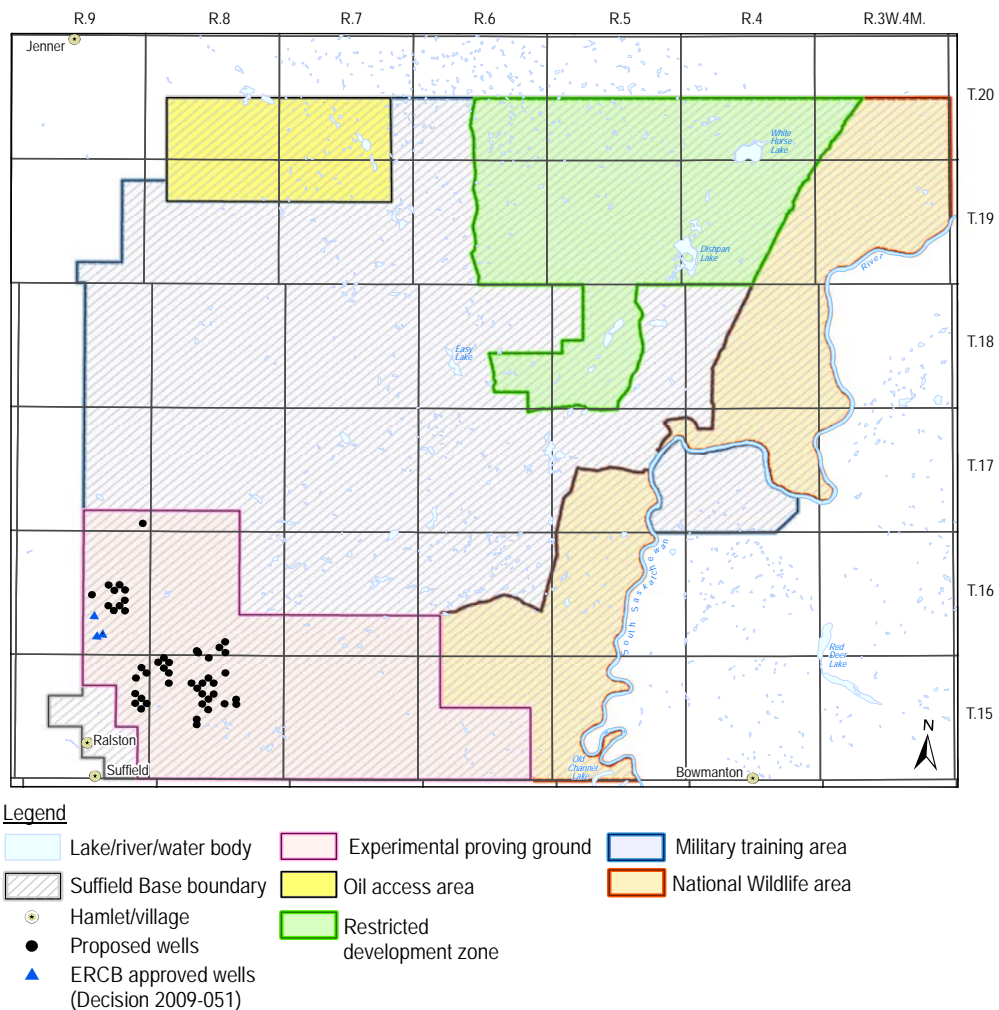 R.9 R.8 R.7 R.6 R.5 R.4 R.3W.4M.
Jenner
T.20
White
Horse
Lake
T.19
Dishpan
Lake
River
T.18
Easy
Lake
T.17
South Saskatchewan
T.16
Red
Deer
Lake
T.15
N
Ralston
Old
Channel
Lake
Suffield
Bowmanton
Legend
Lake/river/water body
Suffield Base boundary
Hamlet/village
Proposed wells
ERCB approved wells
(Decision 2009-051)
Experimental proving ground
Oil access area
Restricted
development zone
Military training area
National Wildlife area